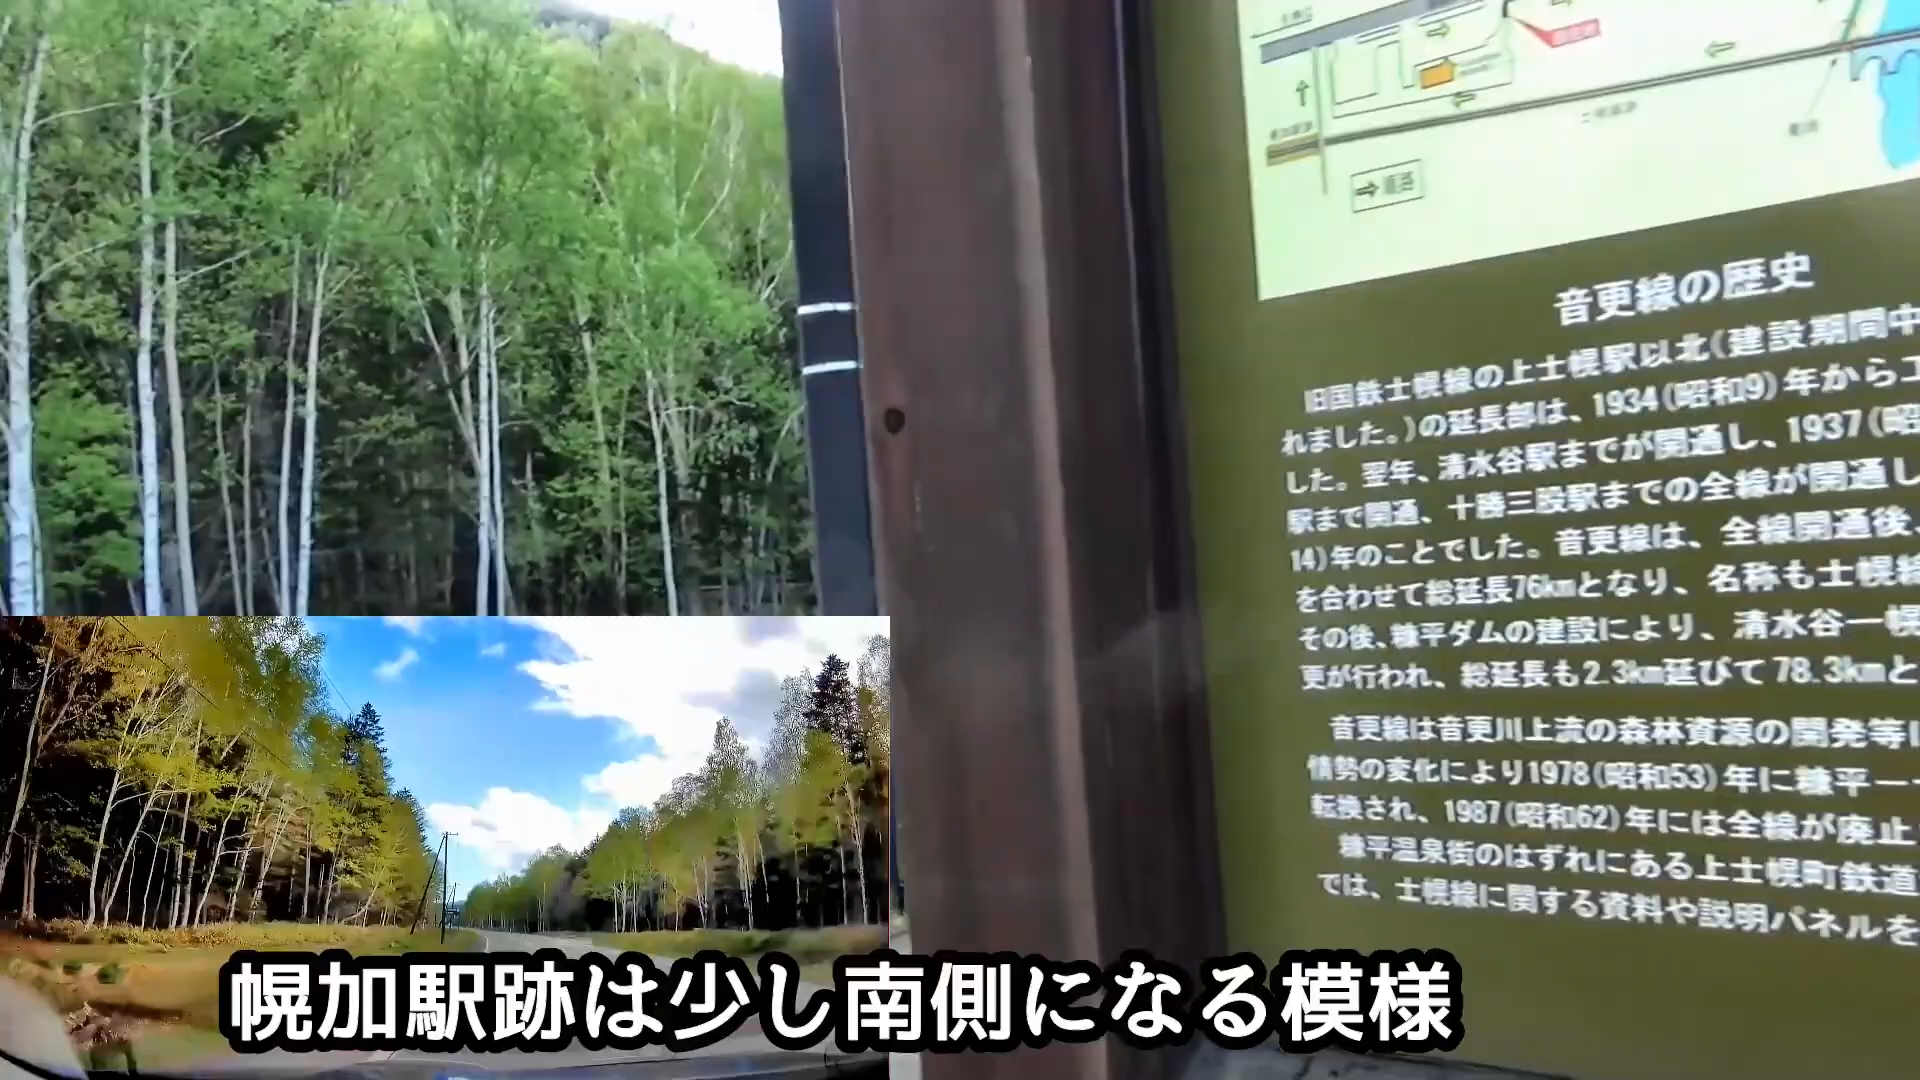 音更線の歴史
旧国鉄士幌線の上士幌駅以北(建設期間中
れました。)の延長部は、1934(昭和9)年から工
した。翌年、清水谷駅までが開通し、1937(昭
駅まで開通、十勝三股駅までの全線が開通し
14)年のことでした。音更線は、全線開通後、
を合わせて総延長76kmとなり、名称も士幌線
その後、糠平ダムの建設により、清水谷ー幌
更が行われ、総延長も2.3km延びて78.3kmと
音更線は音更川上流の森林資源の開発等に
情勢の変化により1978(昭和53)年に糠平ー
転換され、1987(昭和62)年には全線が廃止
糠平温泉街のはずれにある上士幌町鉄道
では、士幌線に関する資料や説明パネルを
幌加駅跡は少し南側になる模様